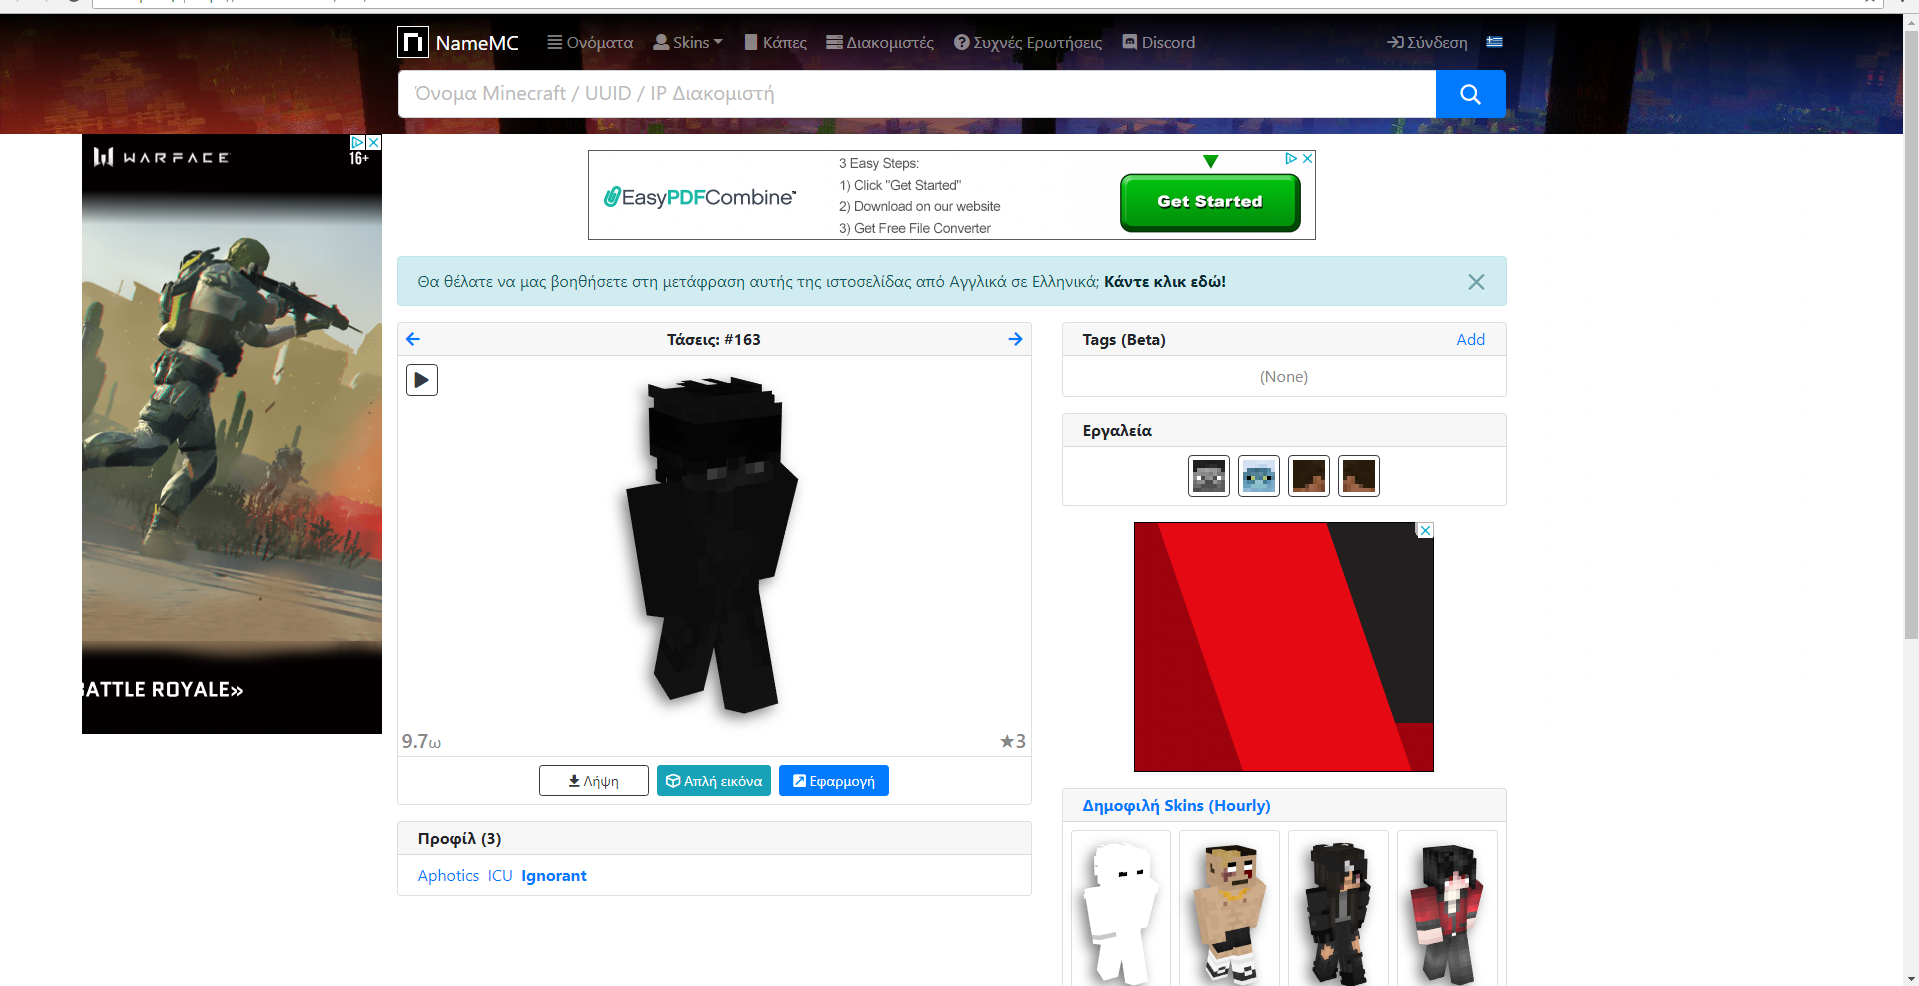 NameMC
Ονόματα
Skins
Κάπες
Διακομιστές
Συχνές Ερωτήσεις
Discord
Σύνδεση
Όνομα Minecraft / UUID / IP Διακομιστή
WARFACE
16+
BATTLE ROYALE»
EasyPDFCombine™
3 Easy Steps:
1) Click "Get Started"
2) Download on our website
3) Get Free File Converter
Get Started
Θα θέλατε να μας βοηθήσετε στη μετάφραση αυτής της ιστοσελίδας από Αγγλικά σε Ελληνικά; Κάντε κλικ εδώ!
Τάσεις: #163
9.7ω
★3
Λήψη
Απλή εικόνα
Εφαρμογή
Προφίλ (3)
Aphotics ICU Ignorant
Tags (Beta)
Add
(None)
Εργαλεία
Δημοφιλή Skins (Hourly)